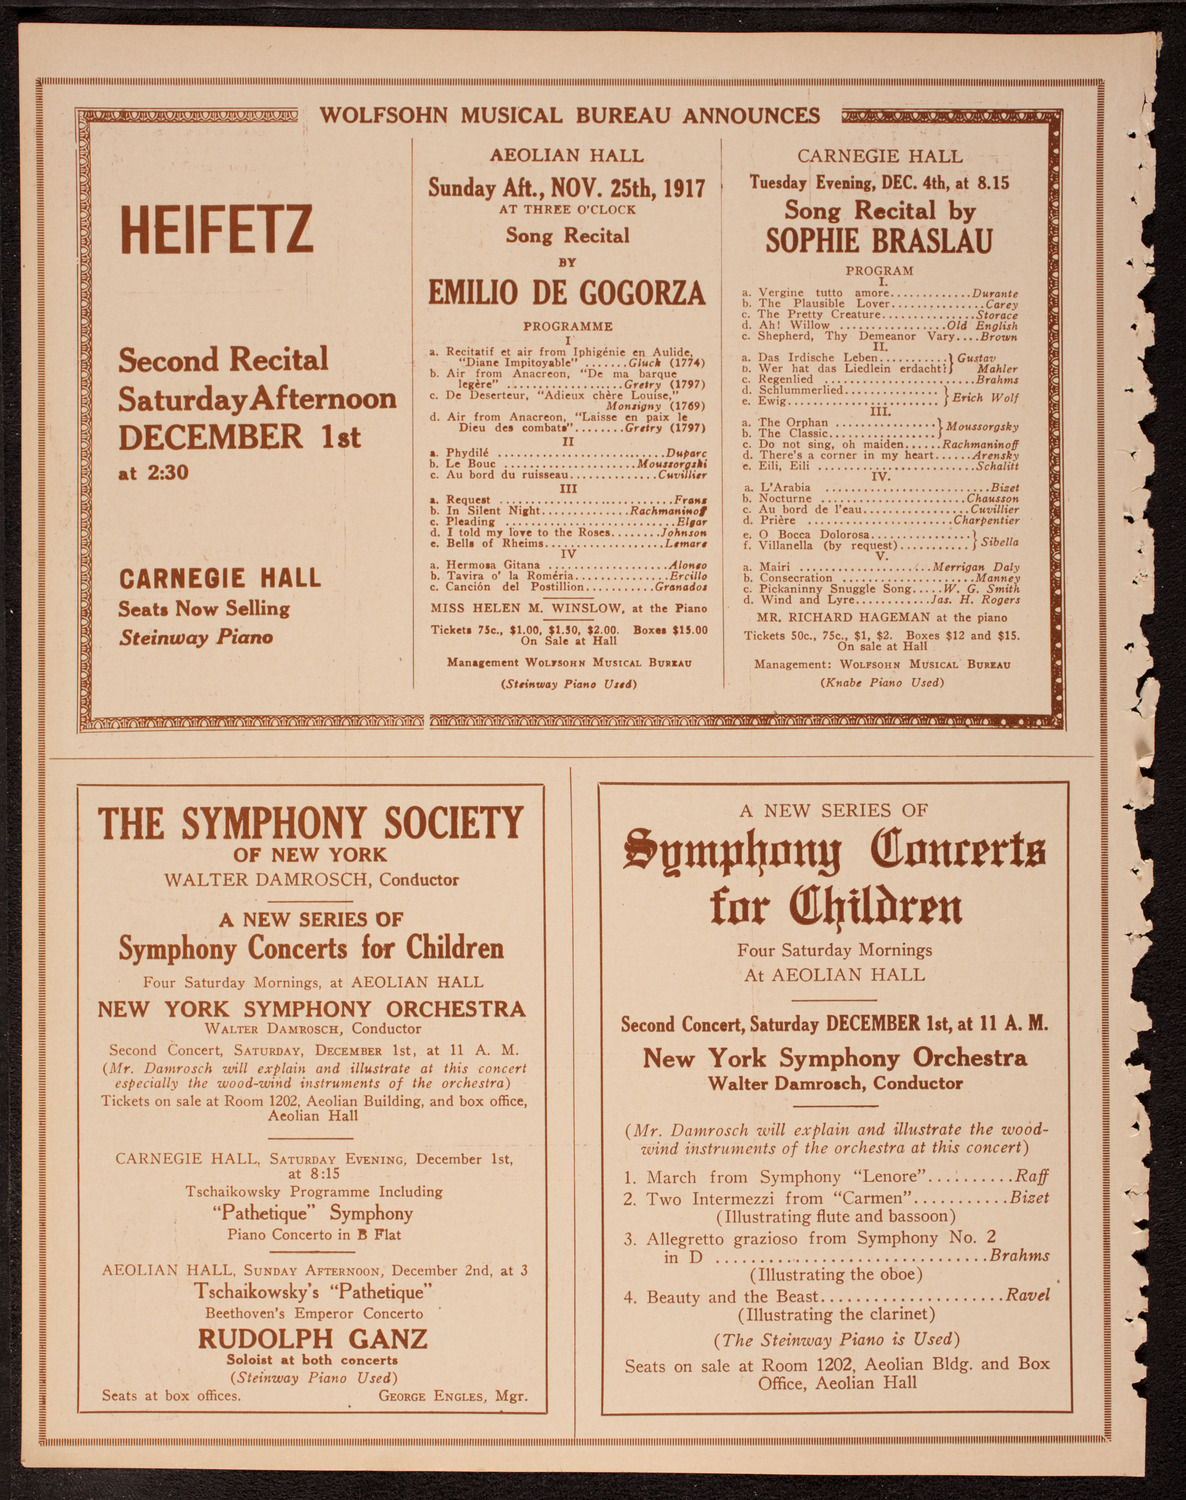 WOLFSOHN MUSICAL BUREAU ANNOUNCES
HEIFETZ
Second Recital
Saturday Afternoon
DECEMBER 1st
at 2:30
CARNEGIE HALL
Seats Now Selling
Steinway Piano
AEOLIAN HALL
Sunday Aft., NOV. 25th, 1917
AT THREE O'CLOCK
Song Recital
BY
EMILIO DE GOGORZA
PROGRAMME
I
a. Recitatif et air from Iphigénie en Aulide,
"Diane Impitoyable" .......Gluck (1774)
b. Air from Anacreon, "De ma barque
legère" ..................Gretry (1797)
c. De Deserteur, "Adieux chère Louise,"
Monsigny (1769)
d. Air from Anacreon, "Laisse en paix le
Dieu des combats"........Gretry (1797)
II
a. Phydilé ..........................Duparc
b. Le Bouc .....................Moussorgski
c. Au bord du ruisseau..............Cuvillier
III
a. Request ...........................Franz
b. In Silent Night..............Rachmaninoff
c. Pleading ...........................Elgar
d. I told my love to the Roses........Johnson
e. Bells of Rheims...................Lemare
IV
a. Hermosa Gitana ....................Alonso
b. Tavira o' la Roméria...............Ercillo
c. Canción del Postillion...........Granados
MISS HELEN M. WINSLOW, at the Piano
Tickets 75c., $1.00, $1.50, $2.00. Boxes $15.00
On Sale at Hall
Management WOLFSOHN MUSICAL BUREAU
(Steinway Piano Used)
CARNEGIE HALL
Tuesday Evening, DEC. 4th, at 8.15
Song Recital by
SOPHIE BRASLAU
PROGRAM
I.
a. Vergine tutto amore.............Durante
b. The Plausible Lover...............Carey
c. The Pretty Creature...............Storace
d. Ah! Willow .................Old English
e. Shepherd, Thy Demeanor Vary....Brown
II.
a. Das Irdische Leben...........} Gustav
b. Wer hat das Liedlein erdacht?} Mahler
c. Regenlied ........................Brahms
d. Schlummerlied...............}
e. Ewig.........................} Erich Wolf
III.
a. The Orphan ................} Moussorgsky
b. The Classic.................}
c. Do not sing, oh maiden......Rachmaninoff
d. There's a corner in my heart......Arensky
e. Eili, Eili .........................Schalitt
IV.
a. L'Arabia ..........................Bizet
b. Nocturne .......................Chausson
c. Au bord de l'eau.................Cuvillier
d. Prière .......................Charpentier
e. O Bocca Dolorosa................}
f. Villanella (by request)...........} Sibella
V.
a. Mairi .....................Merrigan Daly
b. Consecration .....................Manney
c. Pickaninny Snuggle Song.....W. G. Smith
d. Wind and Lyre............Jas. H. Rogers
MR. RICHARD HAGEMAN at the piano
Tickets 50c., 75c., $1, $2. Boxes $12 and $15.
On sale at Hall
Management: WOLFSOHN MUSICAL BUREAU
(Knabe Piano Used)
THE SYMPHONY SOCIETY
OF NEW YORK
WALTER DAMROSCH, Conductor
A NEW SERIES OF
Symphony Concerts for Children
Four Saturday Mornings, at AEOLIAN HALL
NEW YORK SYMPHONY ORCHESTRA
WALTER DAMROSCH, Conductor
Second Concert, SATURDAY, DECEMBER 1st, at 11 A. M.
(Mr. Damrosch will explain and illustrate at this concert
especially the wood-wind instruments of the orchestra)
Tickets on sale at Room 1202, Aeolian Building, and box office,
Aeolian Hall
CARNEGIE HALL, SATURDAY EVENING, December 1st,
at 8:15
Tschaikowsky Programme Including
"Pathetique" Symphony
Piano Concerto in B Flat
AEOLIAN HALL, SUNDAY AFTERNOON, December 2nd, at 3
Tschaikowsky's "Pathetique"
Beethoven's Emperor Concerto
RUDOLPH GANZ
Soloist at both concerts
(Steinway Piano Used)
Seats at box offices. GEORGE ENGLES, Mgr.
A NEW SERIES OF
Symphony Concerts
for Children
Four Saturday Mornings
At AEOLIAN HALL
Second Concert, Saturday DECEMBER 1st, at 11 A. M.
New York Symphony Orchestra
Walter Damrosch, Conductor
(Mr. Damrosch will explain and illustrate the wood-
wind instruments of the orchestra at this concert)
1. March from Symphony "Lenore"..........Raff
2. Two Intermezzi from "Carmen"...........Bizet
(Illustrating flute and bassoon)
3. Allegretto grazioso from Symphony No. 2
in D ...............................Brahms
(Illustrating the oboe)
4. Beauty and the Beast.....................Ravel
(Illustrating the clarinet)
(The Steinway Piano is Used)
Seats on sale at Room 1202, Aeolian Bldg. and Box
Office, Aeolian Hall